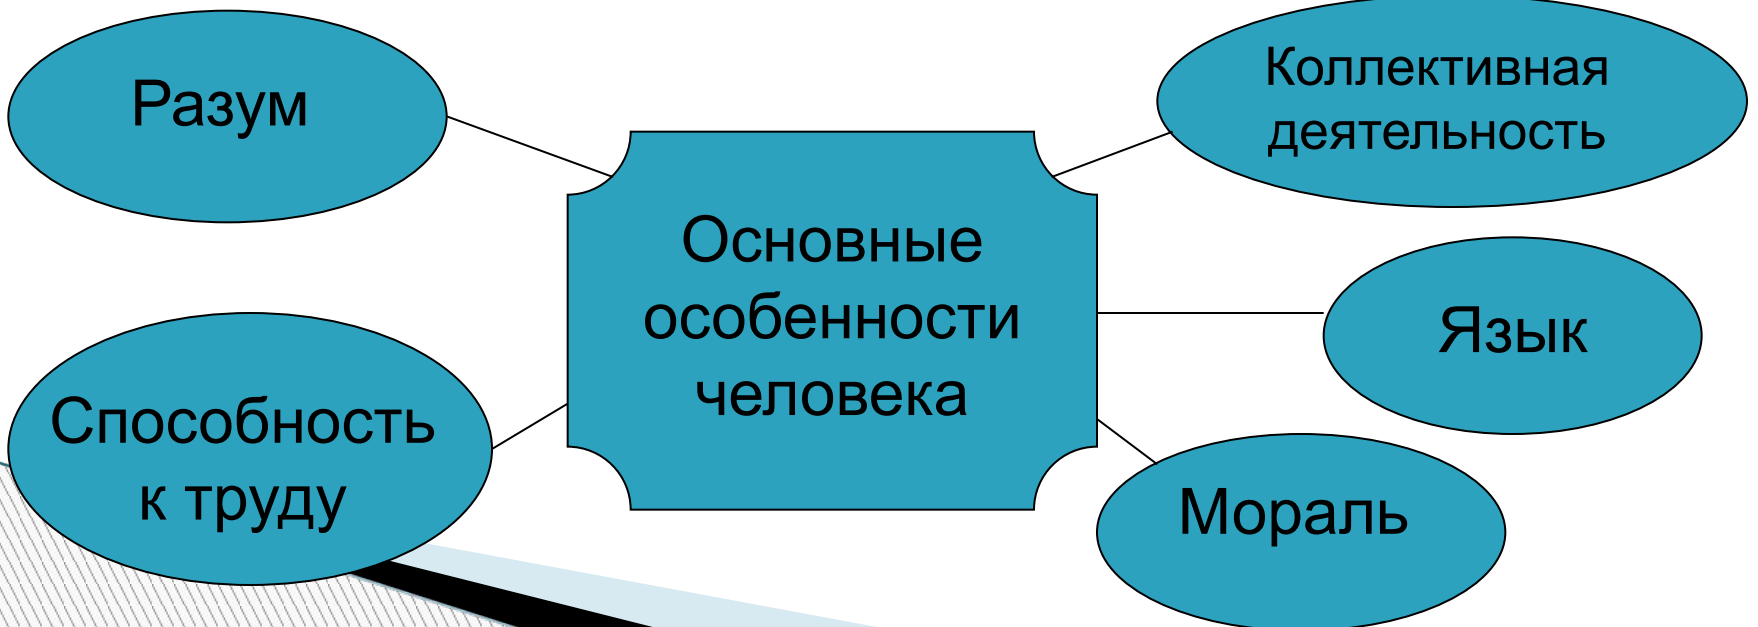 Разум
Коллективная
деятельность
Основные
особенности
человека
Язык
Способность
к труду
Мораль